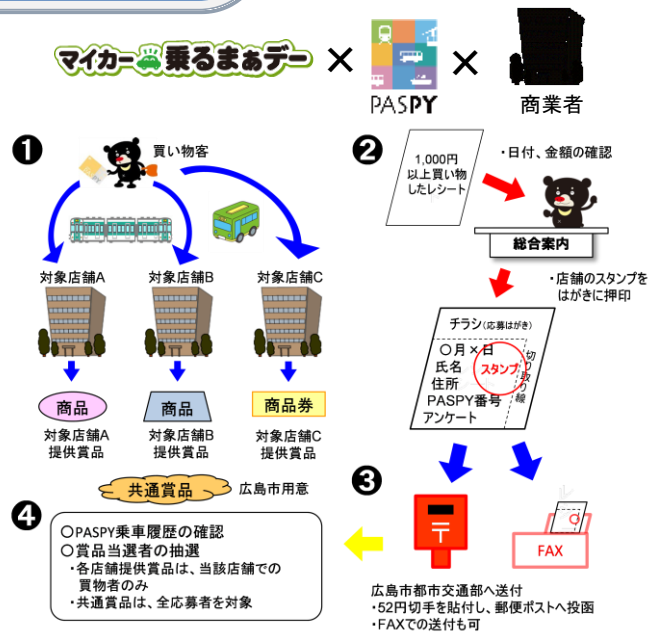 マイカー乗るまぁデー × PASPY × 商業者
❶
買い物客
対象店舗A 対象店舗B 対象店舗C
商品 商品 商品券
対象店舗A 対象店舗B 対象店舗C
提供賞品 提供賞品 提供賞品
共通賞品 広島市用意
❷
1,000円
以上買い物
したレシート
・日付、金額の確認
総合案内
・店舗のスタンプを
はがきに押印
チラシ(応募はがき)
〇月×日
氏名
住所
PASPY番号
アンケート
スタンプ
切り取り線
❸
〒
FAX
広島市都市交通部へ送付
・52円切手を貼付し、郵便ポストへ投函
・FAXでの送付も可
❹
〇PASPY乗車履歴の確認
〇賞品当選者の抽選
・各店舗提供賞品は、当該店舗での
買物者のみ
・共通賞品は、全応募者を対象